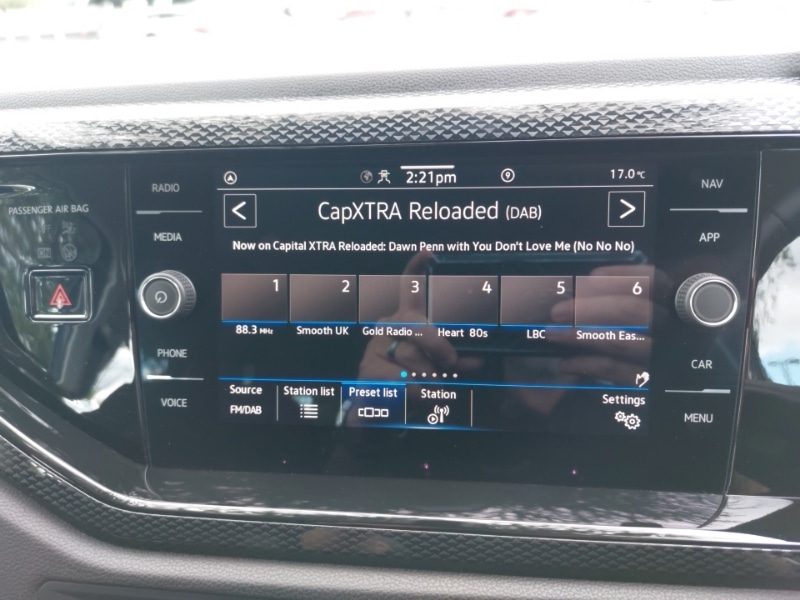 2:21pm
17.0°C
RADIO
NAV
PASSENGER AIR BAG
CapXTRA Reloaded (DAB)
MEDIA
APP
Now on Capital XTRA Reloaded: Dawn Penn with You Don't Love Me (No No No)
1 2 3 4 5 6
88.3 MHz Smooth UK Gold Radio ... Heart 80s LBC Smooth Eas...
PHONE
CAR
Source Station list Preset list Station Settings
FM/DAB
VOICE
MENU